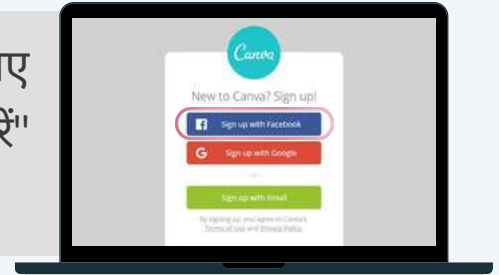 ए
रें"
Canva
New to Canva? Sign up!
Sign up with Facebook
G Sign up with Google
Sign up with Email
By signing up, you agree to Canva's
Terms of Use and Privacy Policy